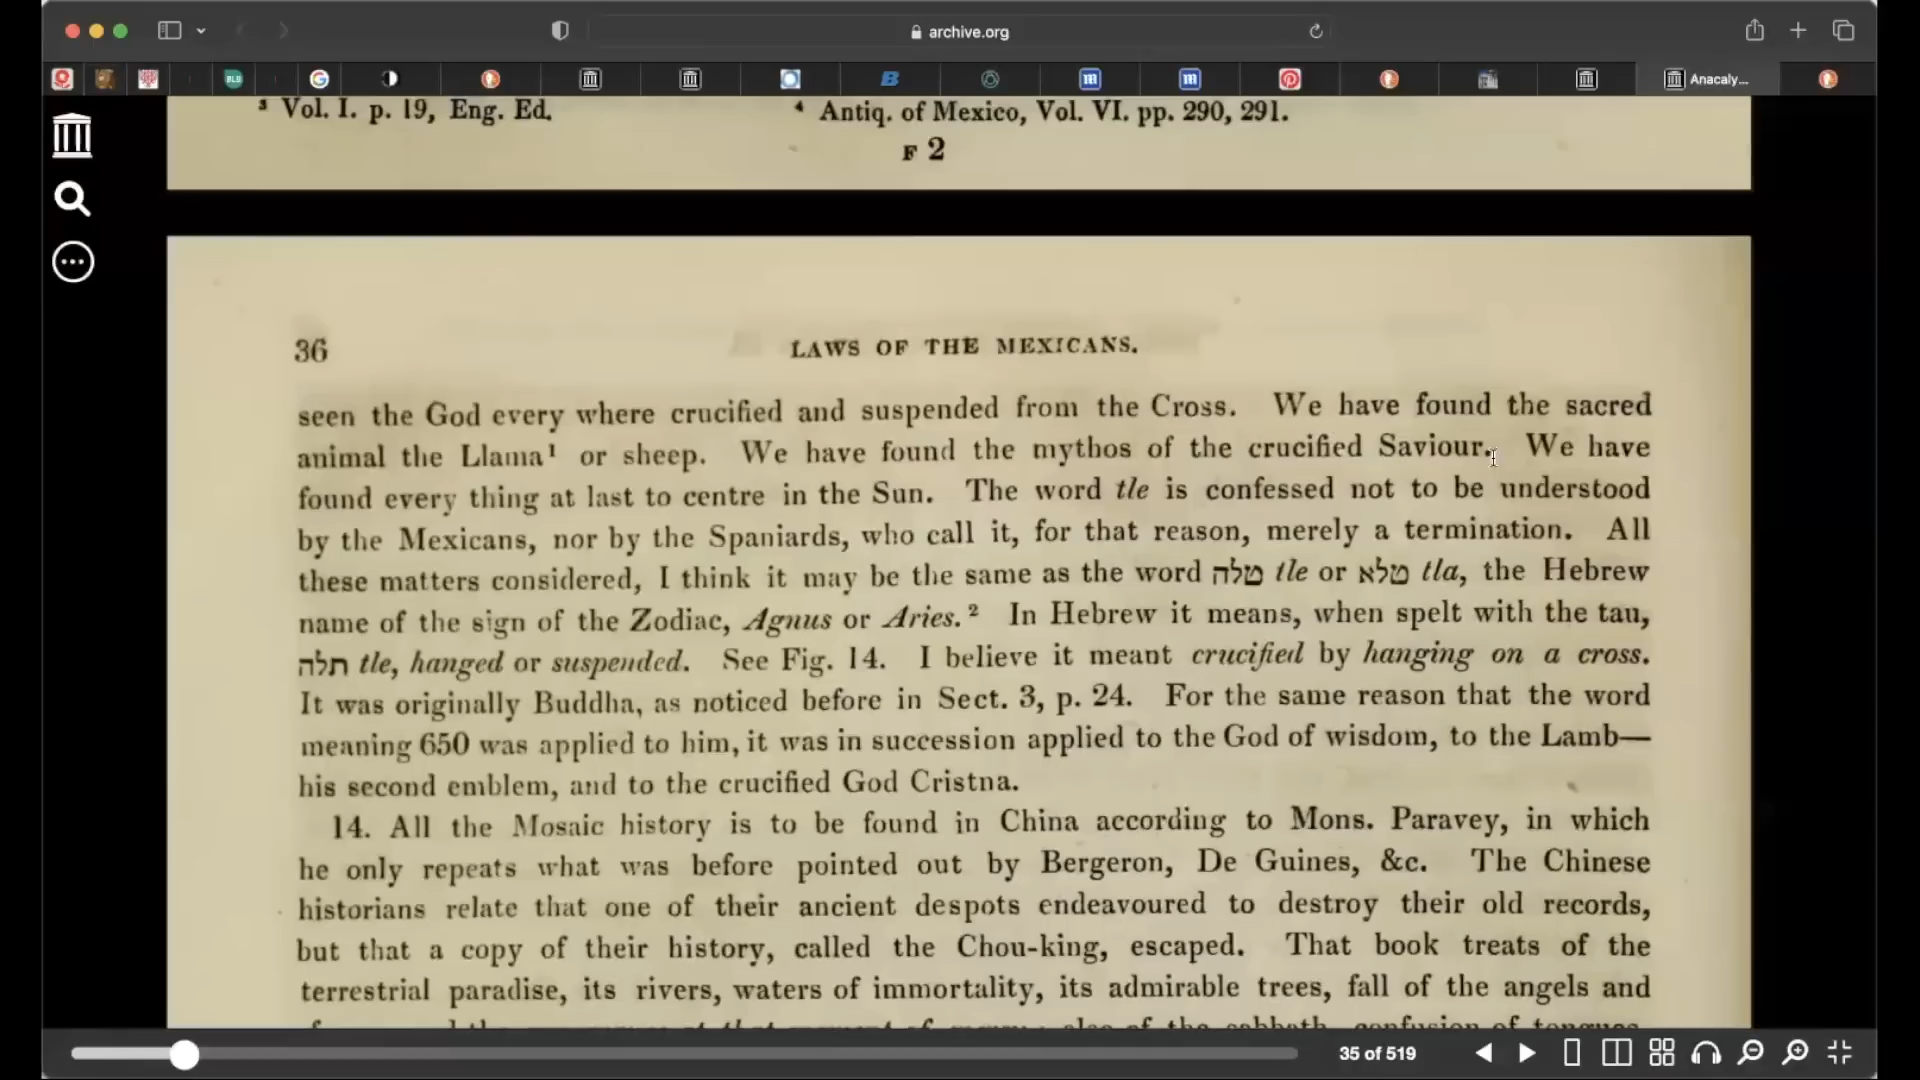 archive.org
BLD
Anacaly...
³ Vol. I. p. 19, Eng. Ed.
⁴ Antiq. of Mexico, Vol. VI. pp. 290, 291.
F 2
36
LAWS OF THE MEXICANS.
seen the God every where crucified and suspended from the Cross. We have found the sacred
animal the Llama¹ or sheep. We have found the mythos of the crucified Saviour. We have
found every thing at last to centre in the Sun. The word tle is confessed not to be understood
by the Mexicans, nor by the Spaniards, who call it, for that reason, merely a termination. All
these matters considered, I think it may be the same as the word טלה tle or טלא tla, the Hebrew
name of the sign of the Zodiac, Agnus or Aries.² In Hebrew it means, when spelt with the tau,
תלה tle, hanged or suspended. See Fig. 14. I believe it meant crucified by hanging on a cross.
It was originally Buddha, as noticed before in Sect. 3, p. 24. For the same reason that the word
meaning 650 was applied to him, it was in succession applied to the God of wisdom, to the Lamb—
his second emblem, and to the crucified God Cristna.
14. All the Mosaic history is to be found in China according to Mons. Paravey, in which
he only repeats what was before pointed out by Bergeron, De Guines, &c. The Chinese
historians relate that one of their ancient despots endeavoured to destroy their old records,
but that a copy of their history, called the Chou-king, escaped. That book treats of the
terrestrial paradise, its rivers, waters of immortality, its admirable trees, fall of the angels and
also of the sabbath, confusion of tongues,
35 of 519